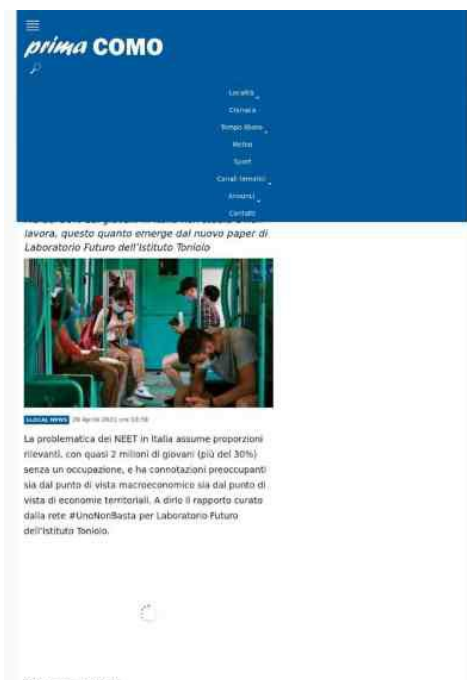 prima COMO
Località
Cronaca
Tempo libero
Meteo
Sport
Canali tematici
Annunci
Contatti
lavora, questo quanto emerge dal nuovo paper di
Laboratorio Futuro dell'Istituto Toniolo
GLOCAL NEWS
La problematica dei NEET in Italia assume proporzioni
rilevanti, con quasi 2 milioni di giovani (più del 30%)
senza un occupazione, e ha connotazioni preoccupanti
sia dal punto di vista macroeconomico sia dal punto di
vista di economie territoriali. A dirlo il rapporto curato
dalla rete #UnoNonBasta per Laboratorio Futuro
dell'Istituto Toniolo.